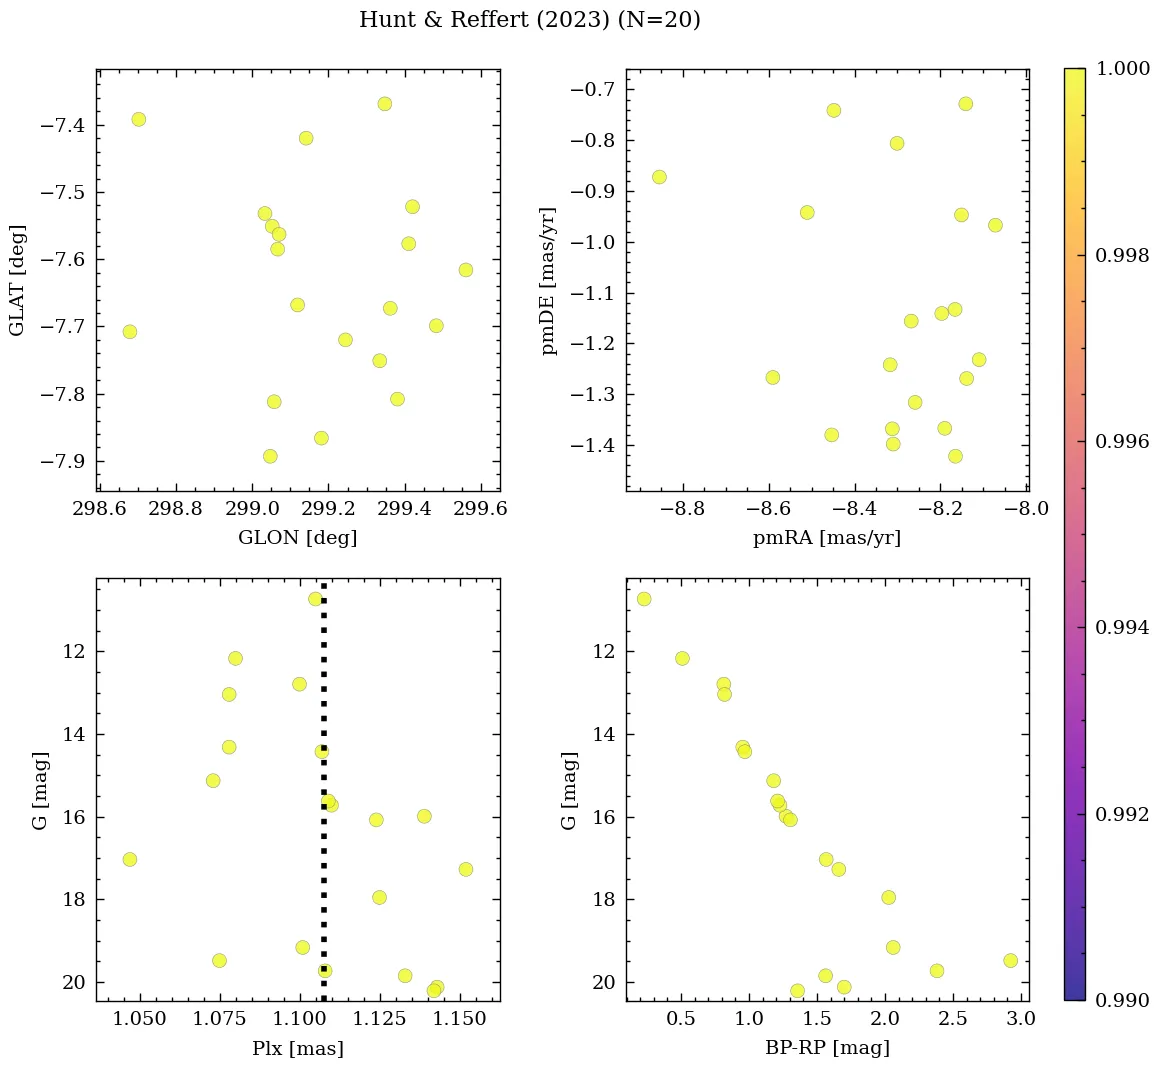 Hunt & Reffert (2023) (N=20)
−7.4
−7.5
−7.6
−7.7
−7.8
−7.9
GLAT [deg]
298.6 298.8 299.0 299.2 299.4 299.6
GLON [deg]
−0.7
−0.8
−0.9
−1.0
−1.1
−1.2
−1.3
−1.4
pmDE [mas/yr]
−8.8 −8.6 −8.4 −8.2 −8.0
pmRA [mas/yr]
12
14
16
18
20
G [mag]
1.050 1.075 1.100 1.125 1.150
Plx [mas]
12
14
16
18
20
G [mag]
0.5 1.0 1.5 2.0 2.5 3.0
BP-RP [mag]
1.000
0.998
0.996
0.994
0.992
0.990